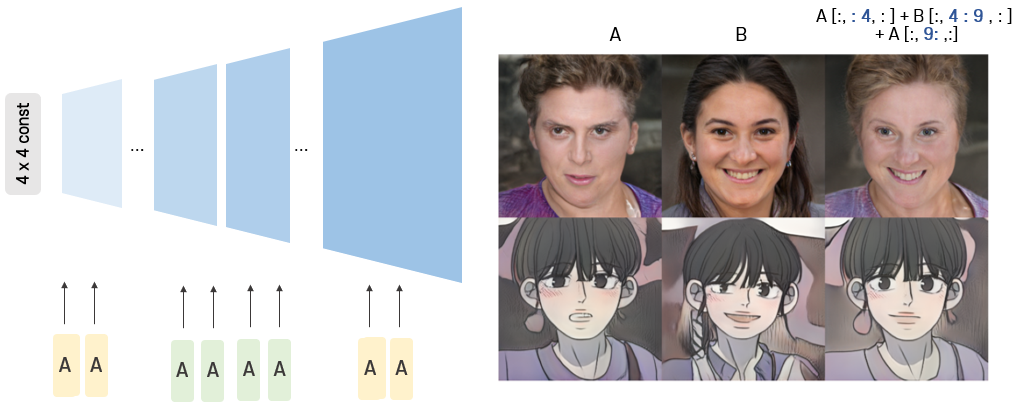 4 x 4 const
...
...
A A
A A A A
A A
A
B
A [:, : 4, : ] + B [:, 4 : 9 , : ]
+ A [:, 9: ,:]